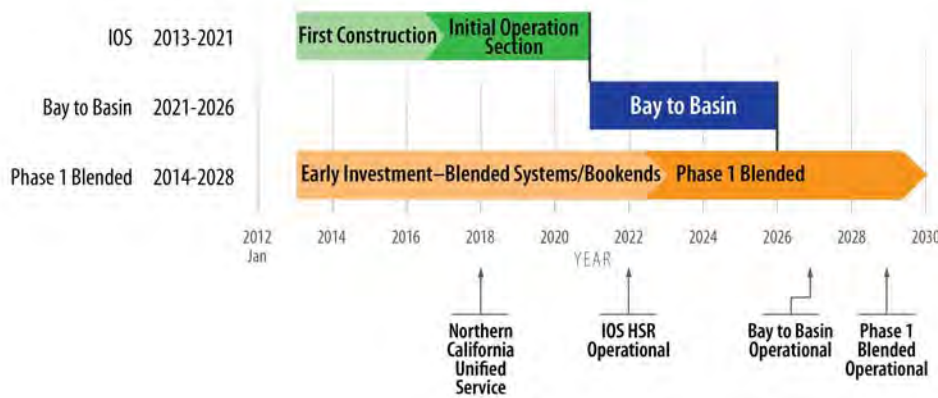 IOS 2013-2021
First Construction
Initial Operation
Section
Bay to Basin 2021-2026
Bay to Basin
Phase 1 Blended 2014-2028
Early Investment–Blended Systems/Bookends
Phase 1 Blended
2012 2014 2016 2018 2020 2022 2024 2026 2028 2030
Jan
YEAR
Northern
California
Unified
Service
IOS HSR
Operational
Bay to Basin
Operational
Phase 1
Blended
Operational